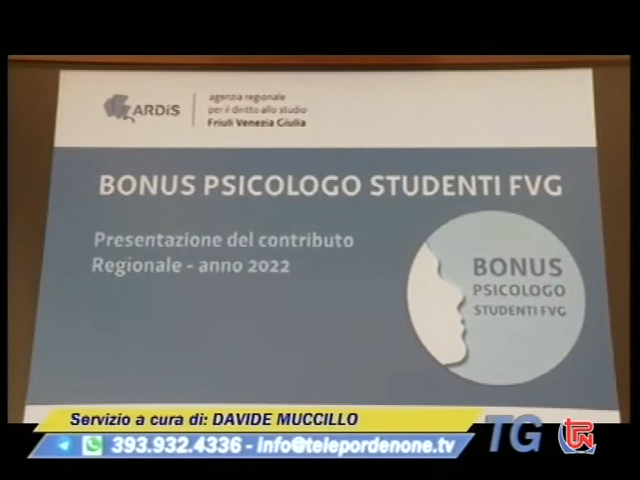 ARDiS
agenzia regionale
per il diritto allo studio
Friuli Venezia Giulia
BONUS PSICOLOGO STUDENTI FVG
Presentazione del contributo
Regionale - anno 2022
BONUS
PSICOLOGO
STUDENTI FVG
Servizio a cura di: DAVIDE MUCCILLO
393.932.4336 - info@telepordenone.tv
TG
TPN